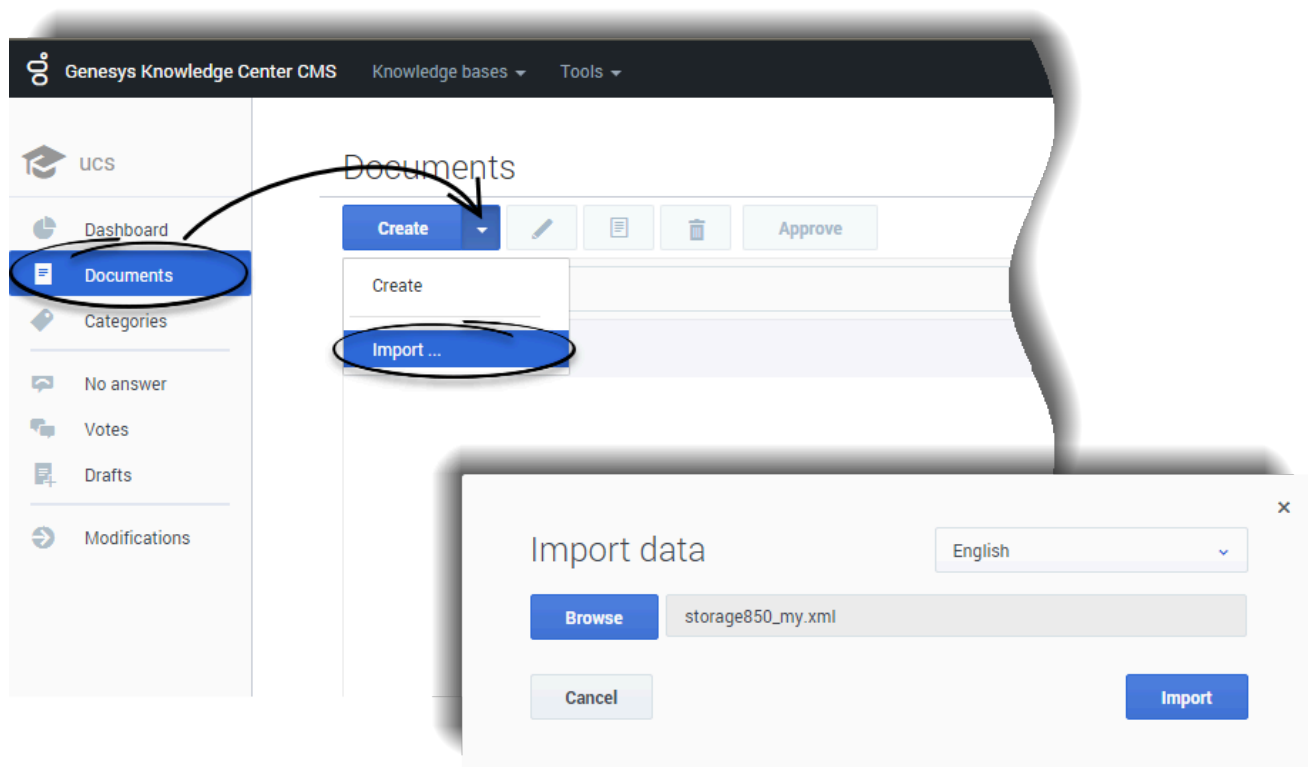 Genesys Knowledge Center CMS Knowledge bases Tools
ucs
Dashboard
Documents
Categories
No answer
Votes
Drafts
Modifications
Documents
Create Approve
Create
Import ...
×
Import data English
Browse storage850_my.xml
Cancel Import